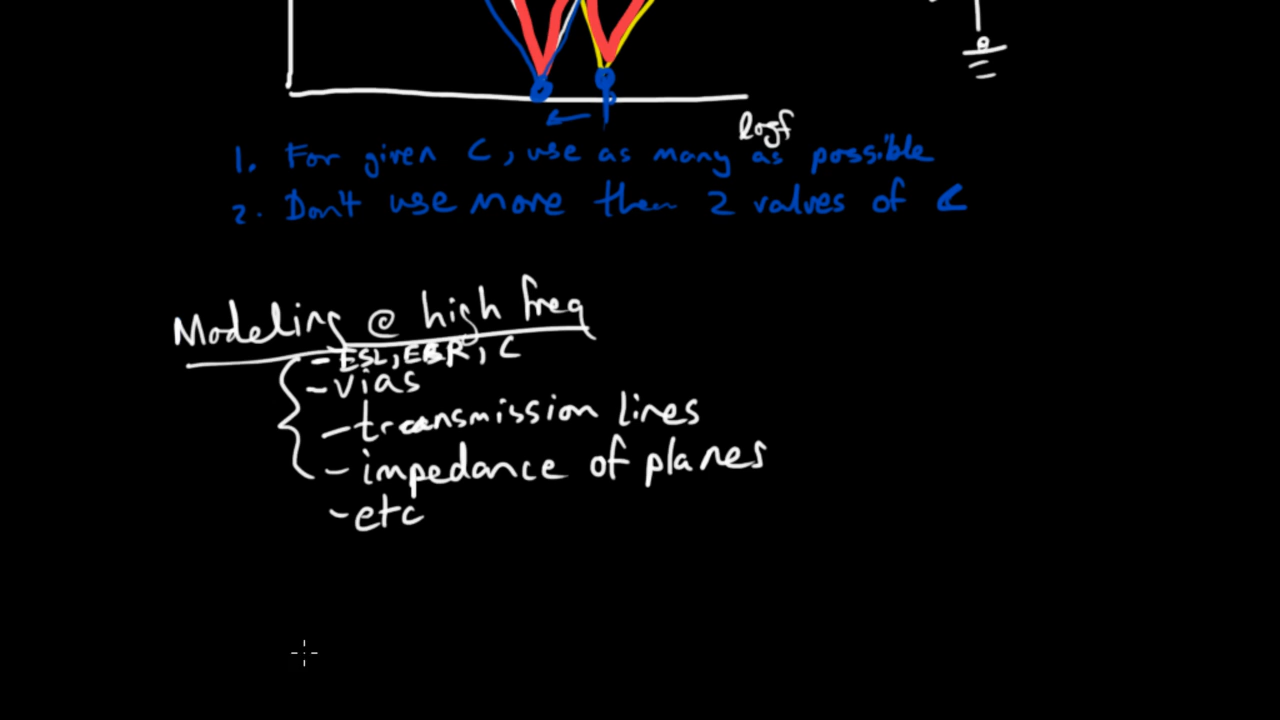 logf
1. For given C, use as many as possible
2. Don't use more then 2 values of C
Modeling @ high freq
- ESL, ESR, C
- vias
- transmission lines
- impedance of planes
- etc